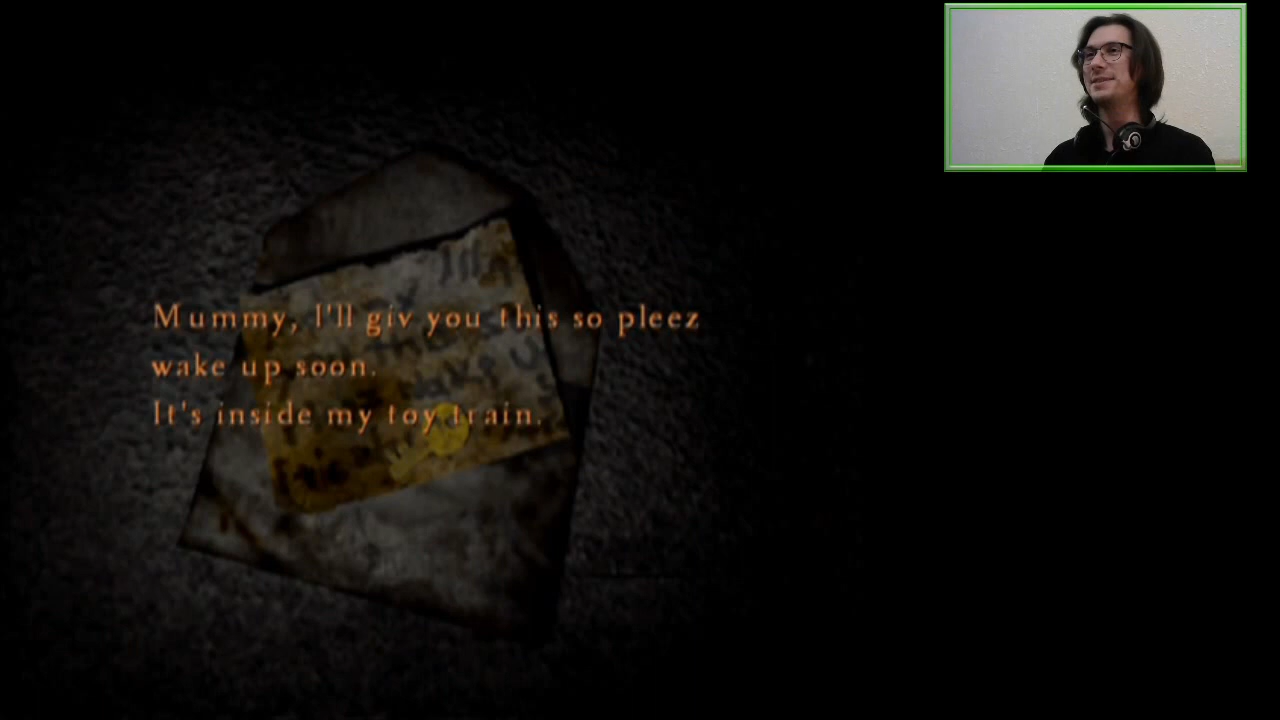 Mummy, I'll giv you this so pleez
wake up soon.
It's inside my toy train.